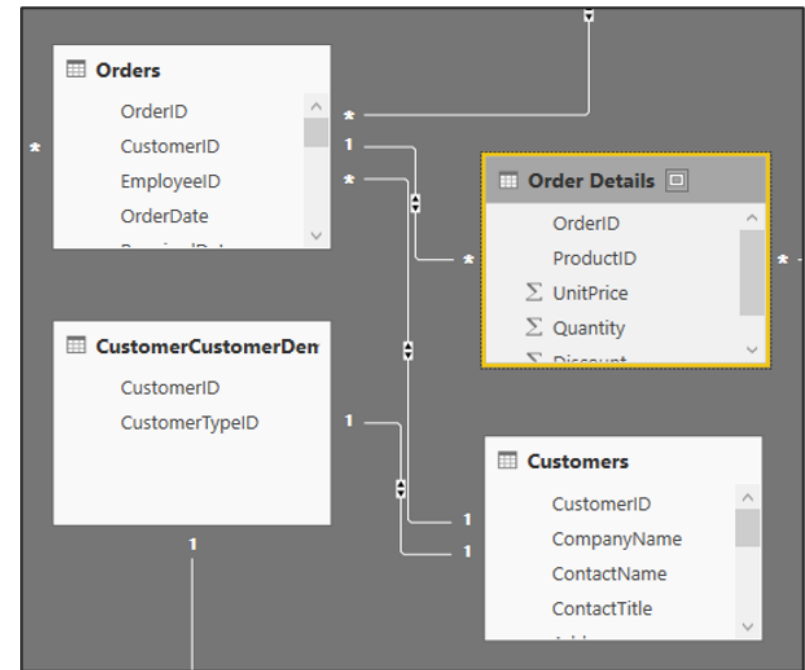 Orders
OrderID
CustomerID
EmployeeID
OrderDate
*
*
1
*
Order Details
OrderID
ProductID
Σ UnitPrice
Σ Quantity
Σ Discount
*
*
CustomerCustomerDem
CustomerID
CustomerTypeID
1
1
Customers
CustomerID
CompanyName
ContactName
ContactTitle
1
1